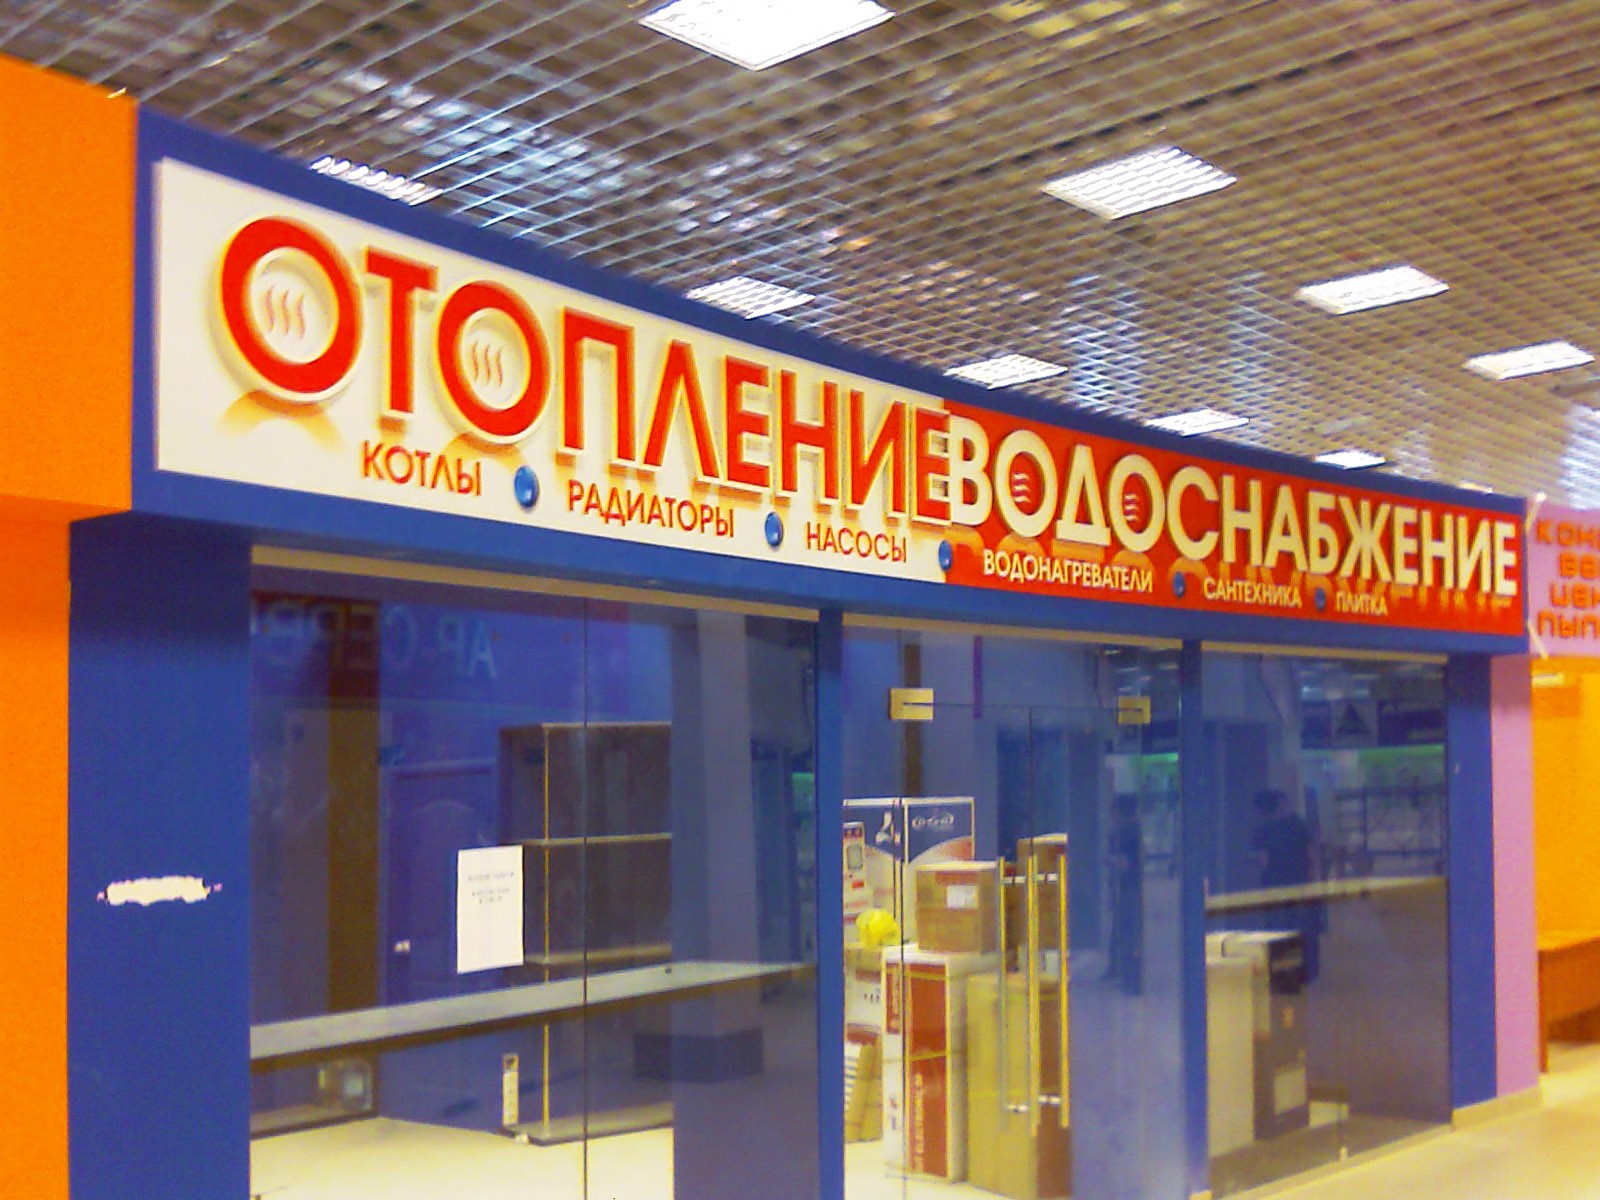 ОТОПЛЕНИЕ ВОДОСНАБЖЕНИЕ
КОТЛЫ РАДИАТОРЫ НАСОСЫ ВОДОНАГРЕВАТЕЛИ САНТЕХНИКА ПЛИТКА